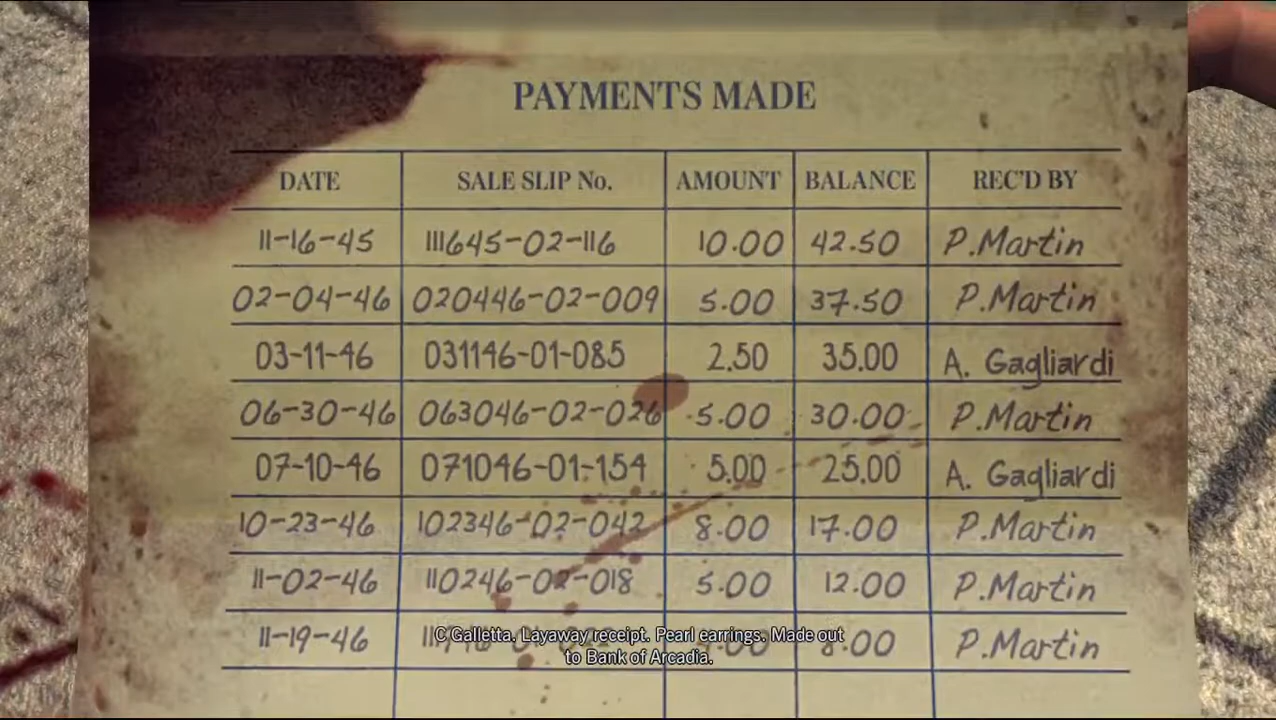 PAYMENTS MADE
DATE SALE SLIP No. AMOUNT BALANCE REC'D BY
11-16-45 111645-02-116 10.00 42.50 P.Martin
02-04-46 020446-02-009 5.00 37.50 P.Martin
03-11-46 031146-01-085 2.50 35.00 A. Gagliardi
06-30-46 063046-02-026 5.00 30.00 P.Martin
07-10-46 071046-01-154 5.00 25.00 A. Gagliardi
10-23-46 102346-02-042 8.00 17.00 P.Martin
11-02-46 110246-02-018 5.00 12.00 P.Martin
11-19-46 8.00 P.Martin
C Galletta. Layaway receipt. Pearl earrings. Made out
to Bank of Arcadia.